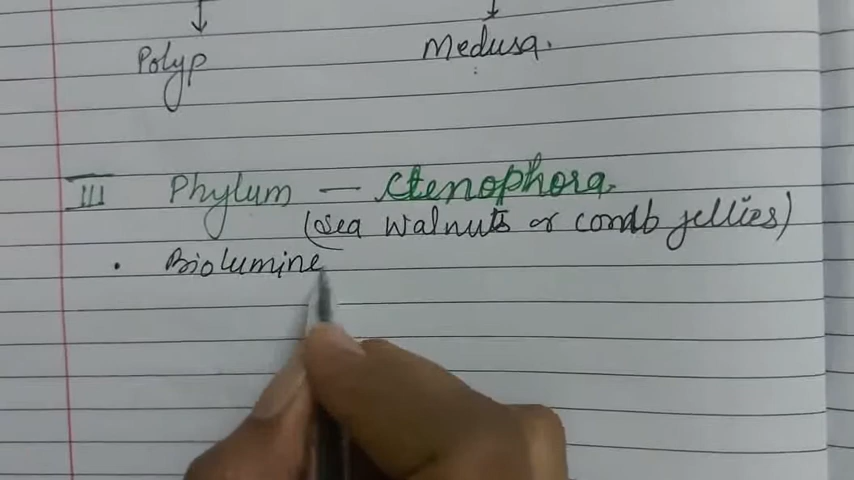 Polyp Medusa.
III Phylum — Ctenophora.
(Sea walnuts or comb jellies)
• Biolumine